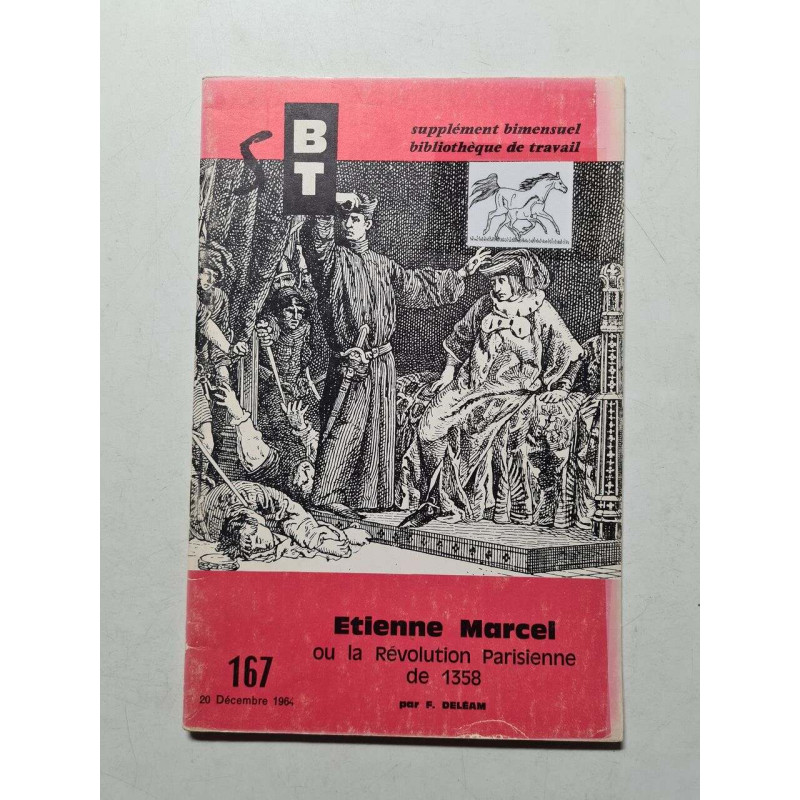 S
B
T
supplément bimensuel
bibliothèque de travail
Etienne Marcel
ou la Révolution Parisienne
de 1358
167
20 Décembre 1964
par F. DELÉAM